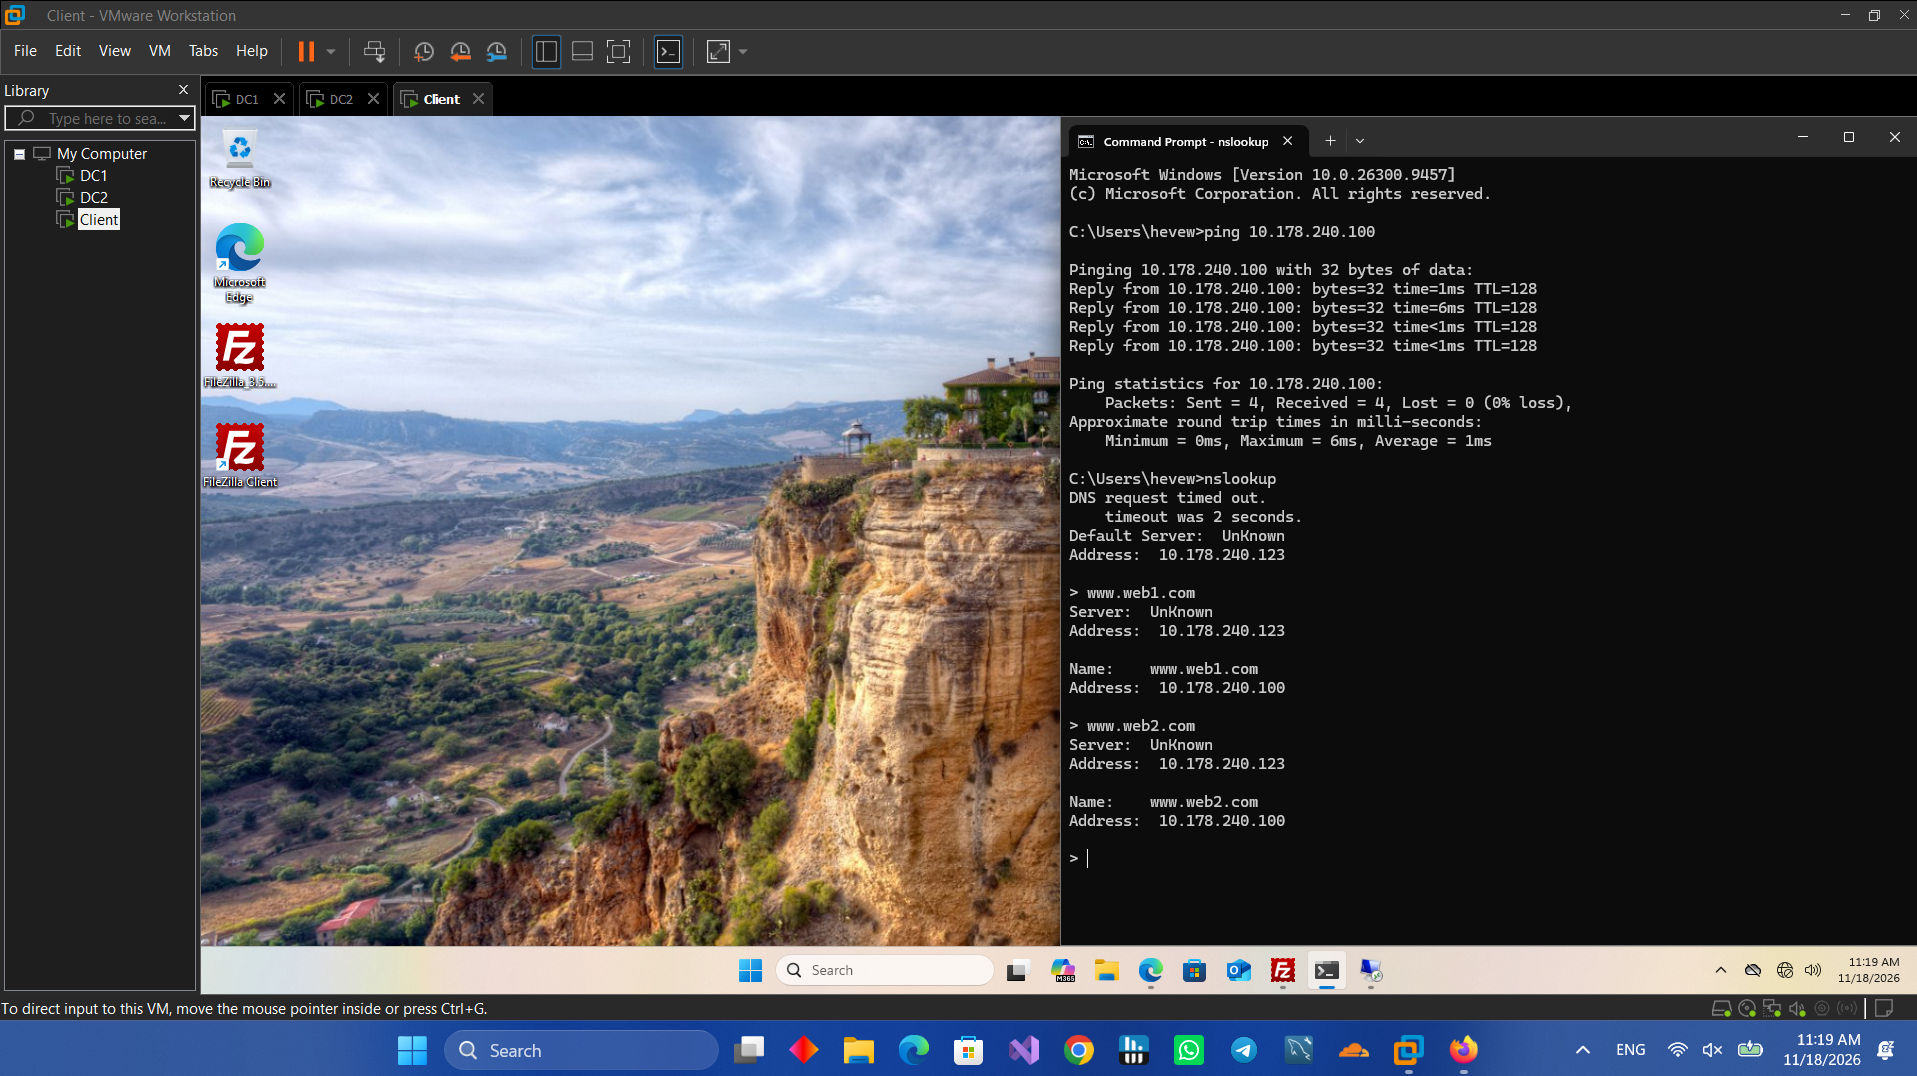 Client - VMware Workstation
File Edit View VM Tabs Help
Library
Type here to sea...
My Computer
DC1
DC2
Client
DC1 DC2 Client
Recycle Bin
Microsoft
Edge
FileZilla_3.5....
FileZilla Client
Command Prompt - nslookup
Microsoft Windows [Version 10.0.26300.9457]
(c) Microsoft Corporation. All rights reserved.
C:\Users\hevew>ping 10.178.240.100
Pinging 10.178.240.100 with 32 bytes of data:
Reply from 10.178.240.100: bytes=32 time=1ms TTL=128
Reply from 10.178.240.100: bytes=32 time=6ms TTL=128
Reply from 10.178.240.100: bytes=32 time<1ms TTL=128
Reply from 10.178.240.100: bytes=32 time<1ms TTL=128
Ping statistics for 10.178.240.100:
    Packets: Sent = 4, Received = 4, Lost = 0 (0% loss),
Approximate round trip times in milli-seconds:
    Minimum = 0ms, Maximum = 6ms, Average = 1ms
C:\Users\hevew>nslookup
DNS request timed out.
    timeout was 2 seconds.
Default Server:  UnKnown
Address:  10.178.240.123
> www.web1.com
Server:  UnKnown
Address:  10.178.240.123
Name:    www.web1.com
Address:  10.178.240.100
> www.web2.com
Server:  UnKnown
Address:  10.178.240.123
Name:    www.web2.com
Address:  10.178.240.100
>
Search
M365
11:19 AM
11/18/2026
To direct input to this VM, move the mouse pointer inside or press Ctrl+G.
Search
ENG
11:19 AM
11/18/2026